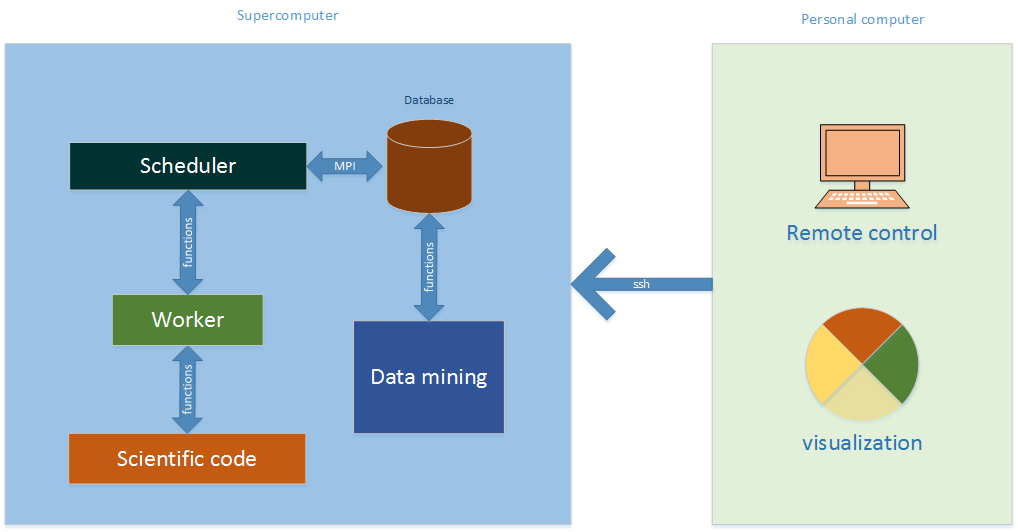 Supercomputer
Personal computer
Database
Scheduler
MPI
functions
functions
Remote control
ssh
Worker
Data mining
functions
visualization
Scientific code